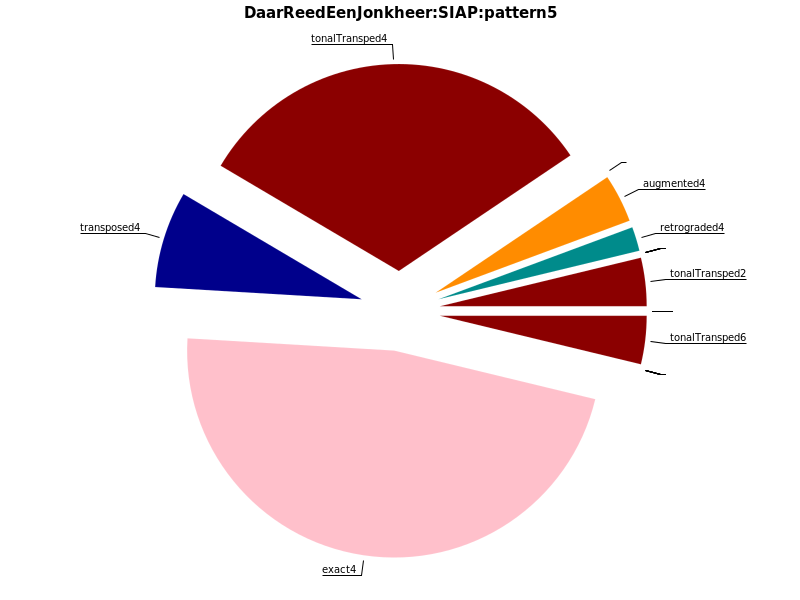 DaarReedEenJonkheer:SIAP:pattern5
tonalTransped4
augmented4
transposed4
retrograded4
tonalTransped2
tonalTransped6
exact4